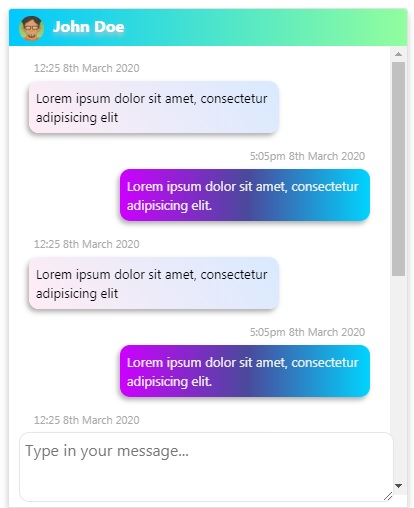 John Doe
12:25 8th March 2020
Lorem ipsum dolor sit amet, consectetur
adipisicing elit
5:05pm 8th March 2020
Lorem ipsum dolor sit amet, consectetur
adipisicing elit.
12:25 8th March 2020
Lorem ipsum dolor sit amet, consectetur
adipisicing elit
5:05pm 8th March 2020
Lorem ipsum dolor sit amet, consectetur
adipisicing elit.
12:25 8th March 2020
Type in your message...